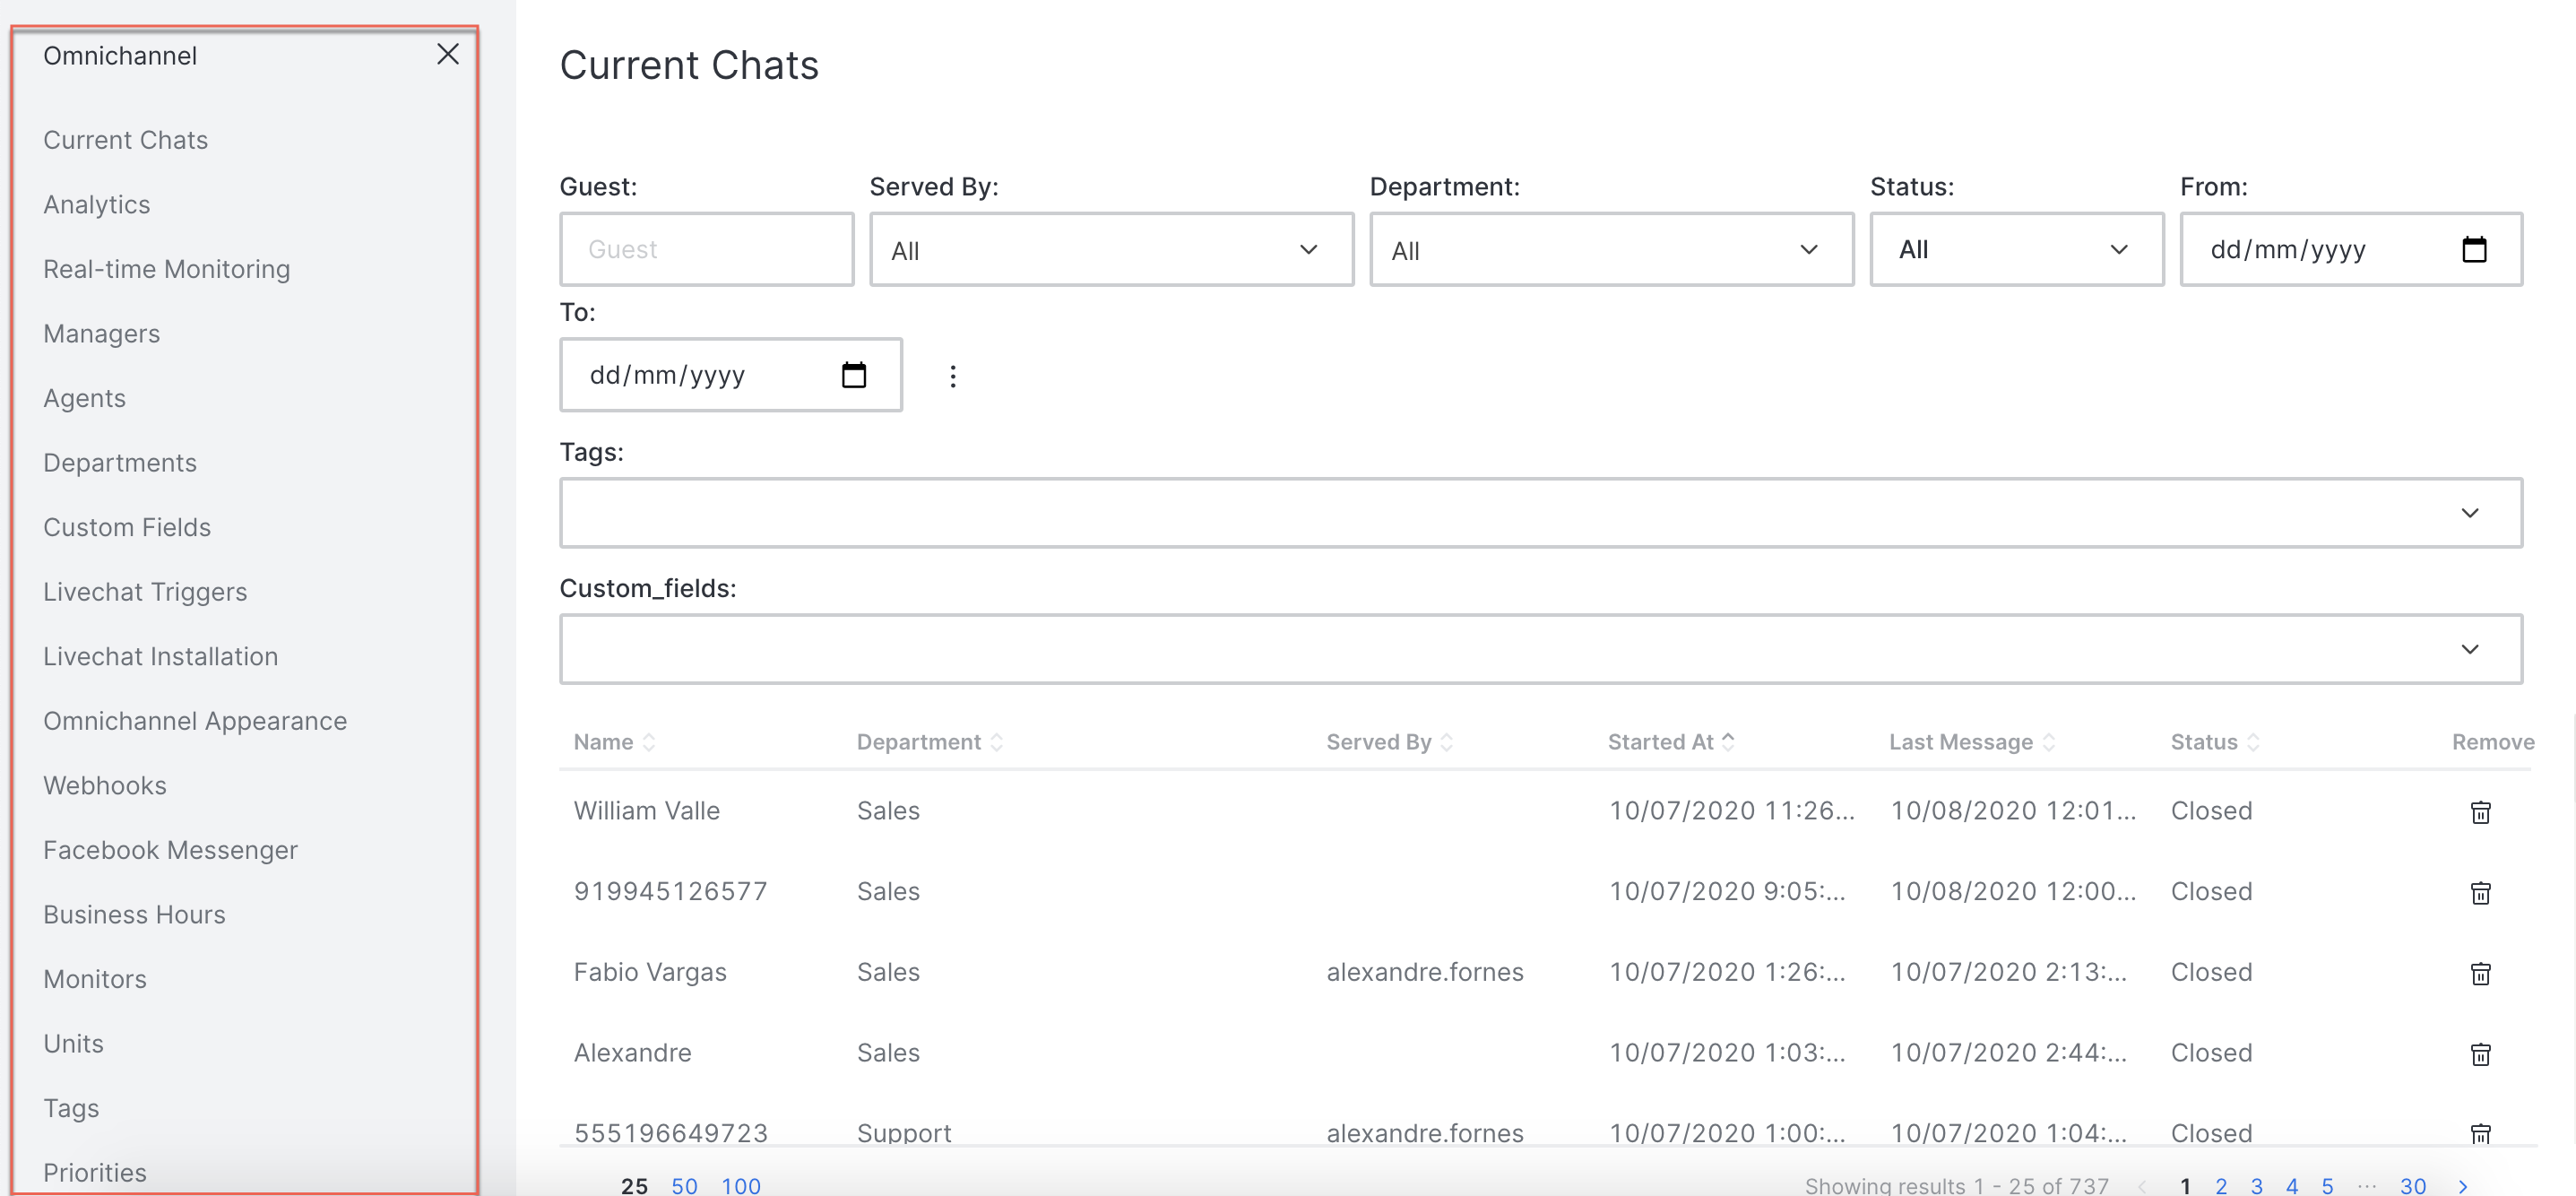 Omnichannel
Current Chats
Analytics
Real-time Monitoring
Managers
Agents
Departments
Custom Fields
Livechat Triggers
Livechat Installation
Omnichannel Appearance
Webhooks
Facebook Messenger
Business Hours
Monitors
Units
Tags
Priorities
Current Chats
Guest: Served By: Department: Status: From:
Guest All All All dd/mm/yyyy
To:
dd/mm/yyyy
Tags:
Custom_fields:
Name Department Served By Started At Last Message Status Remove
William Valle Sales 10/07/2020 11:26... 10/08/2020 12:01... Closed
919945126577 Sales 10/07/2020 9:05:... 10/08/2020 12:00... Closed
Fabio Vargas Sales alexandre.fornes 10/07/2020 1:26:... 10/07/2020 2:13:... Closed
Alexandre Sales 10/07/2020 1:03:... 10/07/2020 2:44:... Closed
555196649723 Support alexandre.fornes 10/07/2020 1:00:... 10/07/2020 1:04:... Closed
25 50 100 Showing results 1 - 25 of 737 < 1 2 3 4 5 ... 30 >